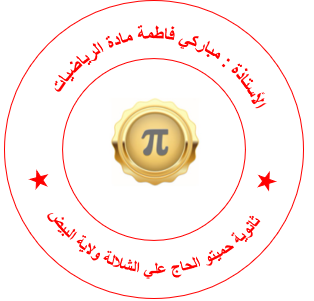 الأستاذة : مباركي فاطمة مادة الرياضيات
π
ثانوية حميتو الحاج علي الشلالة ولاية البيض